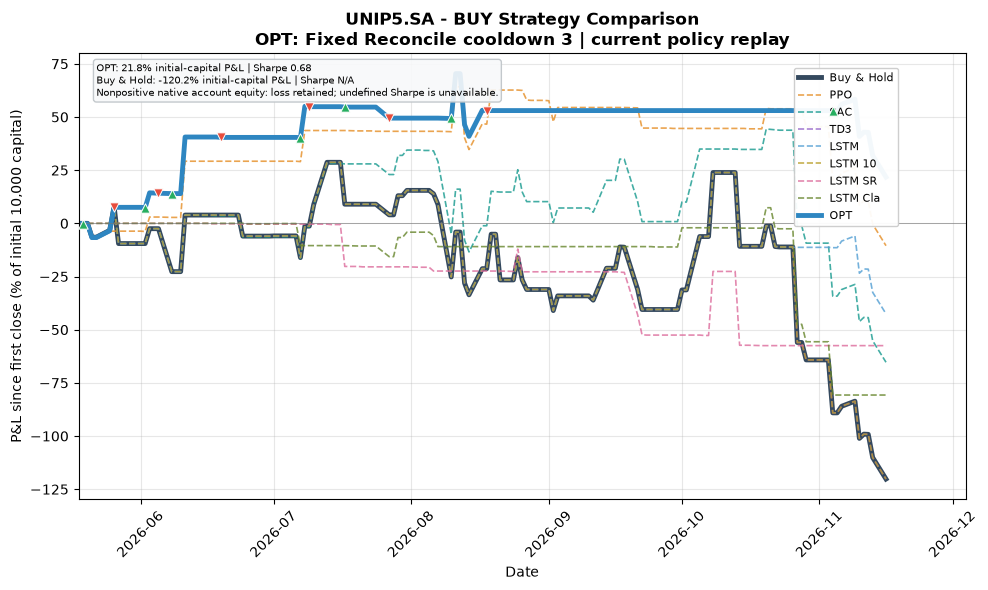 UNIP5.SA - BUY Strategy Comparison
OPT: Fixed Reconcile cooldown 3 | current policy replay
OPT: 21.8% initial-capital P&L | Sharpe 0.68
Buy & Hold: -120.2% initial-capital P&L | Sharpe N/A
Nonpositive native account equity: loss retained; undefined Sharpe is unavailable.
Buy & Hold
PPO
TD3
LSTM
LSTM 10
LSTM SR
LSTM Cla
OPT
P&L since first close (% of initial 10,000 capital)
75
50
25
0
−25
−50
−75
−100
−125
2026-06
2026-07
2026-08
2026-09
2026-10
2026-11
2026-12
Date